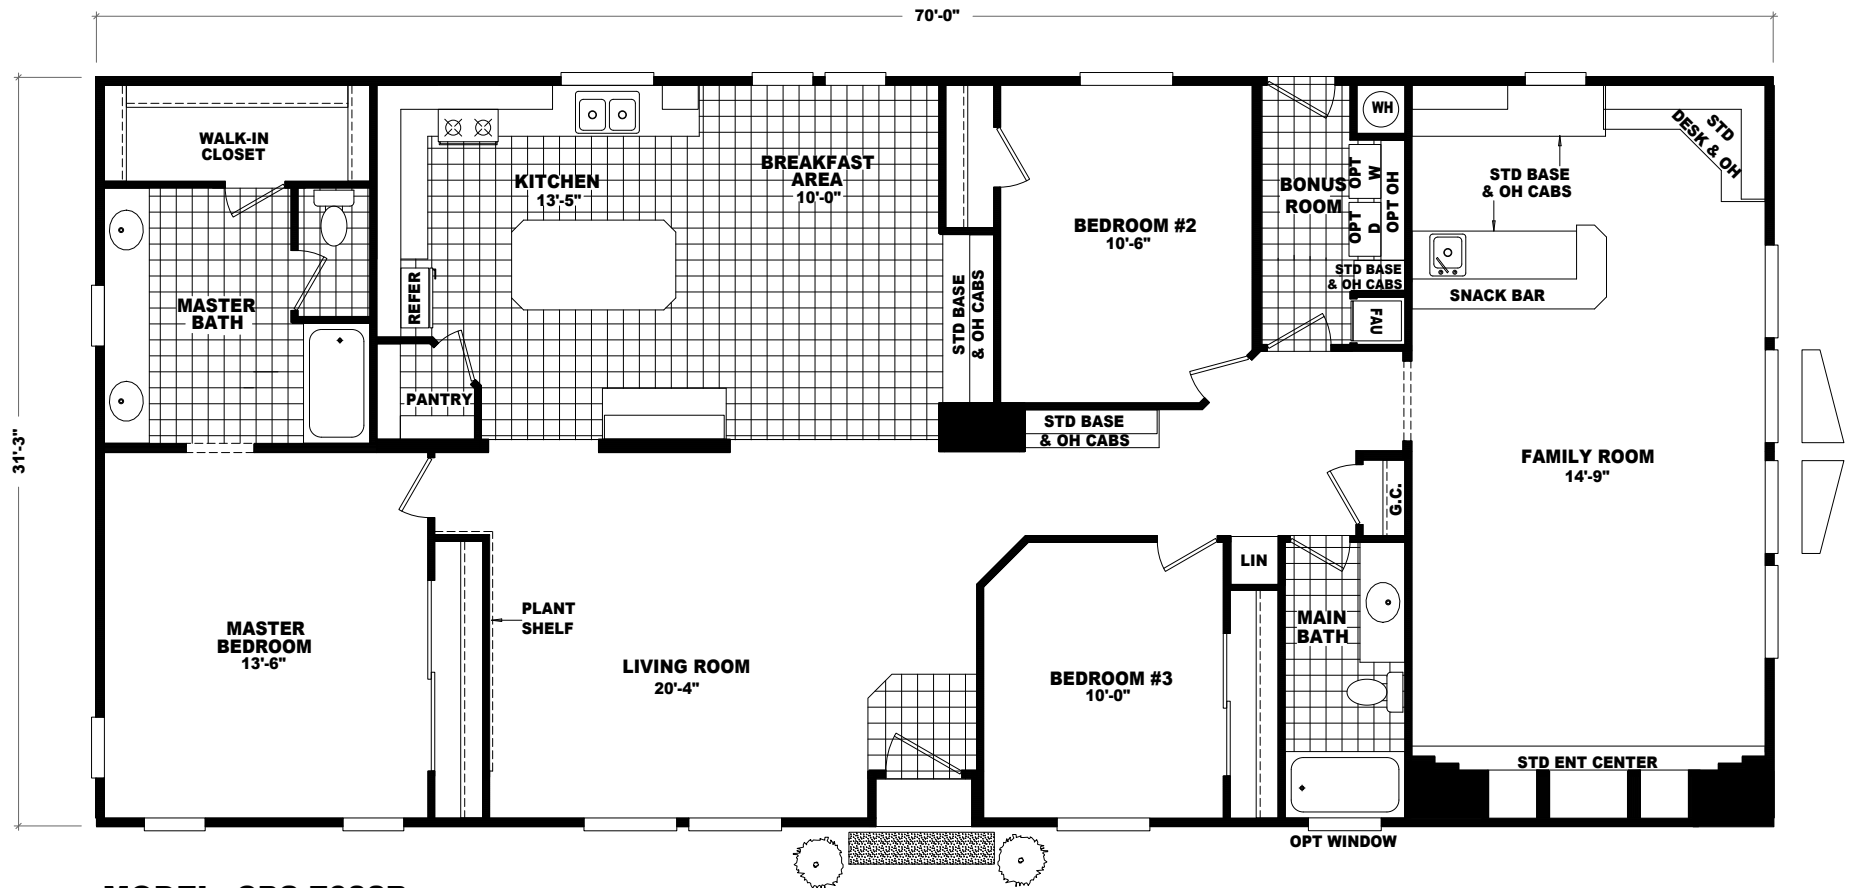 70'-0"
31'-3"
WALK-IN
CLOSET
MASTER
BATH
KITCHEN
13'-5"
BREAKFAST
AREA
10'-0"
REFER
PANTRY
STD BASE
& OH CABS
BEDROOM #2
10'-6"
STD BASE
& OH CABS
BONUS
ROOM
WH
OPT
W
OPT
D
OPT OH
STD BASE
& OH CABS
FAU
STD BASE
& OH CABS
STD
DESK & OH
SNACK BAR
FAMILY ROOM
14'-9"
G.C.
LIN
MASTER
BEDROOM
13'-6"
PLANT
SHELF
LIVING ROOM
20'-4"
BEDROOM #3
10'-0"
MAIN
BATH
STD ENT CENTER
OPT WINDOW